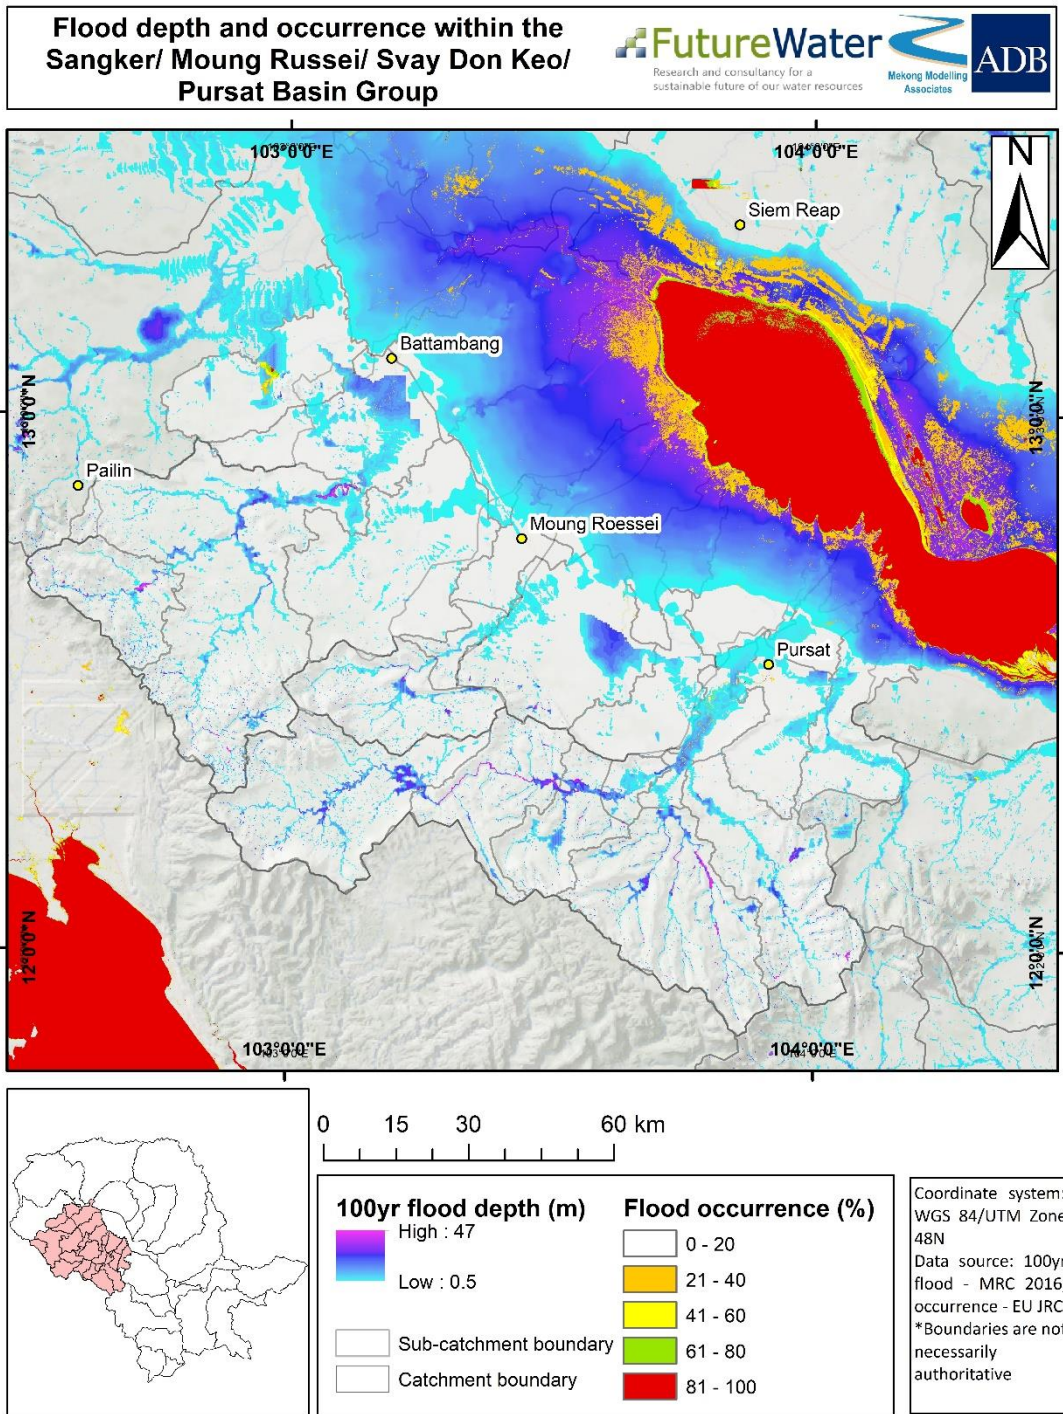 Flood depth and occurrence within the
Sangker/ Moung Russei/ Svay Don Keo/
Pursat Basin Group
FutureWater
Research and consultancy for a
sustainable future of our water resources
Mekong Modelling
Associates
ADB
103°0'0"E
104°0'0"E
N
Siem Reap
Battambang
13°0'0"N
13°0'0"N
Pailin
Moung Roessei
Pursat
12°0'0"N
12°0'0"N
103°0'0"E
104°0'0"E
0 15 30 60 km
100yr flood depth (m)
High : 47
Low : 0.5
Sub-catchment boundary
Catchment boundary
Flood occurrence (%)
0 - 20
21 - 40
41 - 60
61 - 80
81 - 100
Coordinate system:
WGS 84/UTM Zone
48N
Data source: 100yr
flood - MRC 2016,
occurrence - EU JRC
*Boundaries are not
necessarily
authoritative